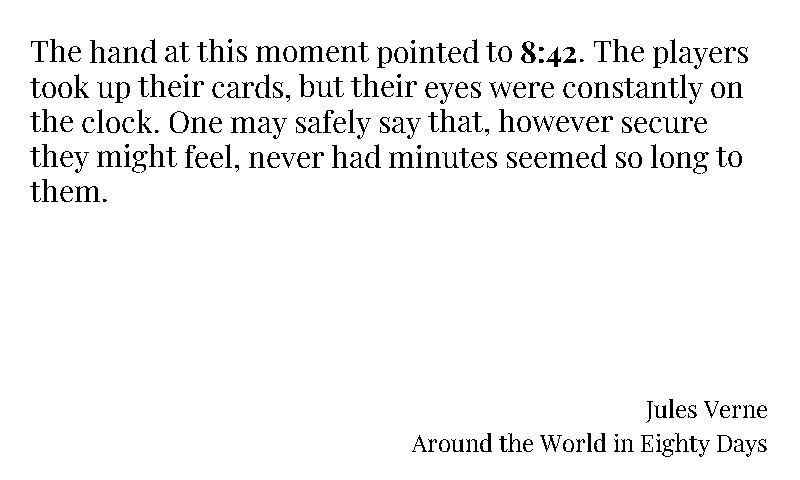 The hand at this moment pointed to 8:42. The players
took up their cards, but their eyes were constantly on
the clock. One may safely say that, however secure
they might feel, never had minutes seemed so long to
them.
Jules Verne
Around the World in Eighty Days